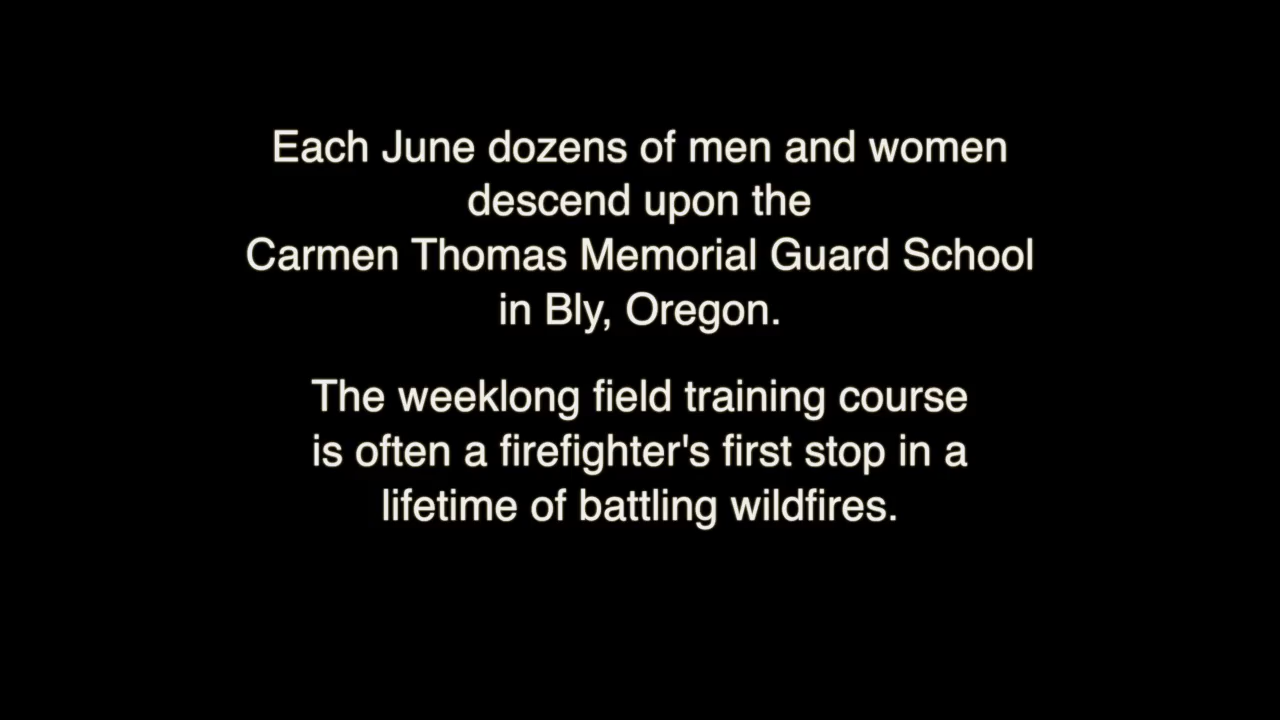 Each June dozens of men and women
descend upon the
Carmen Thomas Memorial Guard School
in Bly, Oregon.
The weeklong field training course
is often a firefighter's first stop in a
lifetime of battling wildfires.